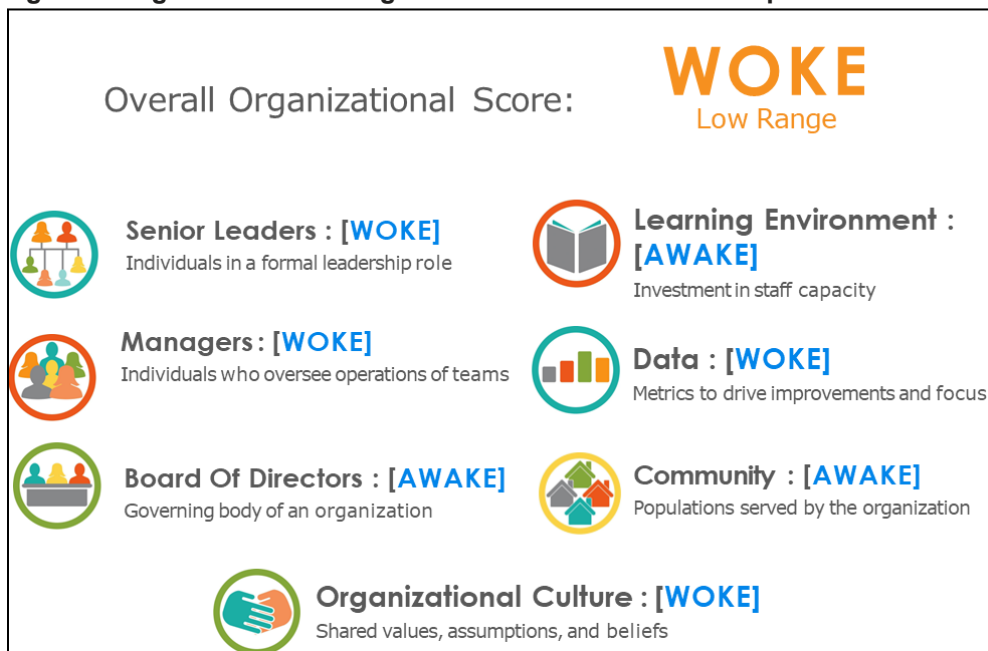 Overall Organizational Score:
WOKE
Low Range
Senior Leaders : [WOKE]
Individuals in a formal leadership role
Learning Environment :
[AWAKE]
Investment in staff capacity
Managers : [WOKE]
Individuals who oversee operations of teams
Data : [WOKE]
Metrics to drive improvements and focus
Board Of Directors : [AWAKE]
Governing body of an organization
Community : [AWAKE]
Populations served by the organization
Organizational Culture : [WOKE]
Shared values, assumptions, and beliefs